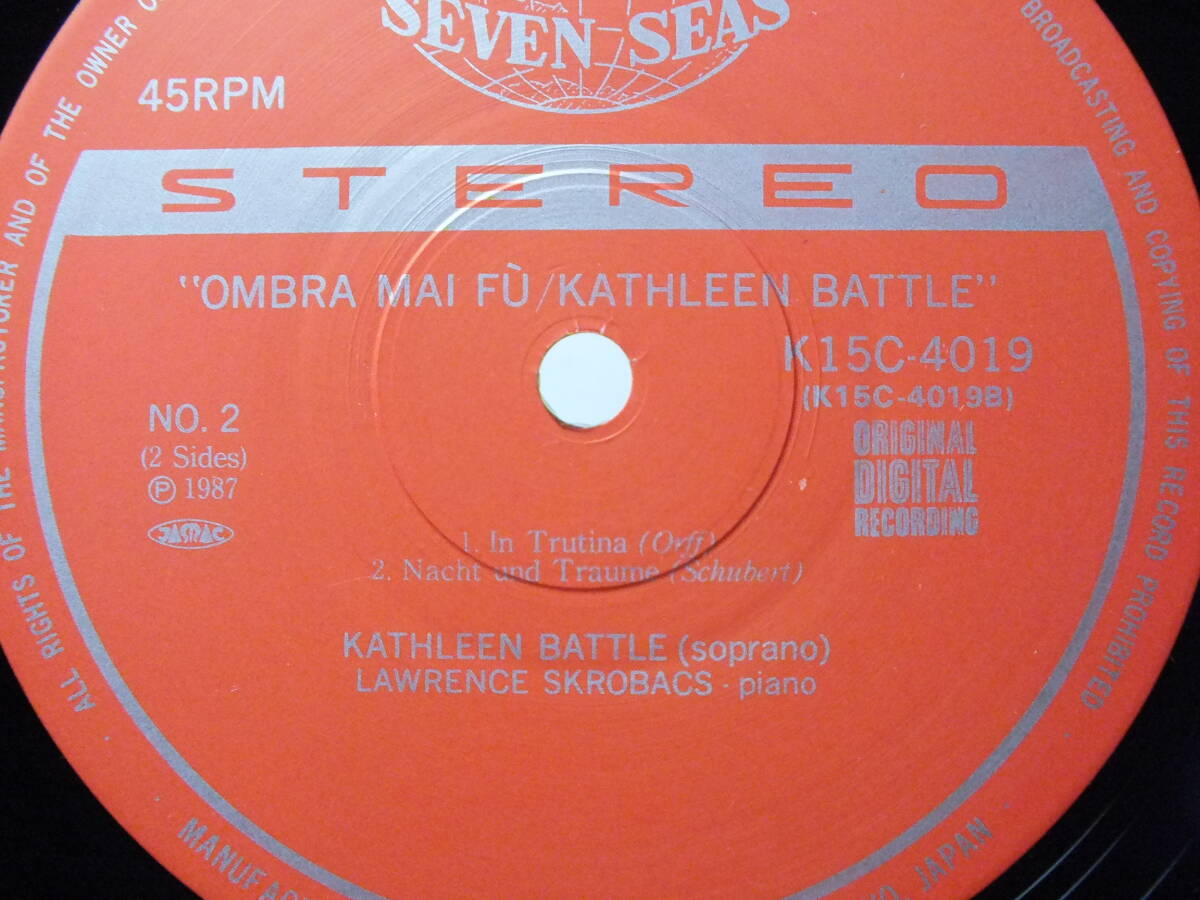 SEVEN SEAS
45RPM
STEREO
"OMBRA MAI FÙ/KATHLEEN BATTLE"
K15C-4019
(K15C-4019B)
NO. 2
(2 Sides)
Ⓟ 1987
JASRAC
ORIGINAL
DIGITAL
RECORDING
1. In Trutina (Orff)
2. Nacht und Traume (Schubert)
KATHLEEN BATTLE (soprano)
LAWRENCE SKROBACS - piano
ALL RIGHTS OF THE MANUFACTURER AND OF THE OWNER
BROADCASTING AND COPYING OF THIS RECORD PROHIBITED
JAPAN